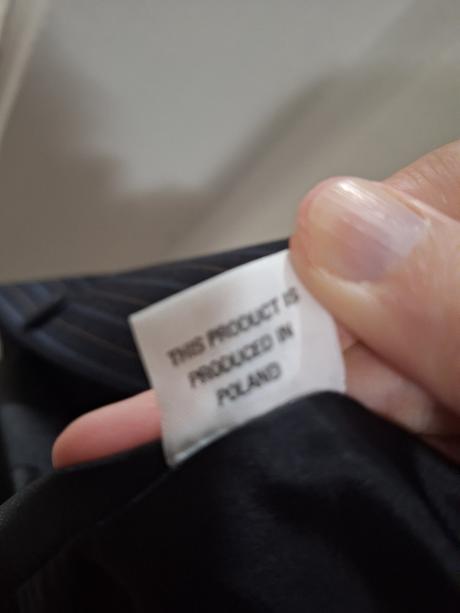 THIS PRODUCT IS
PRODUCED IN
POLAND